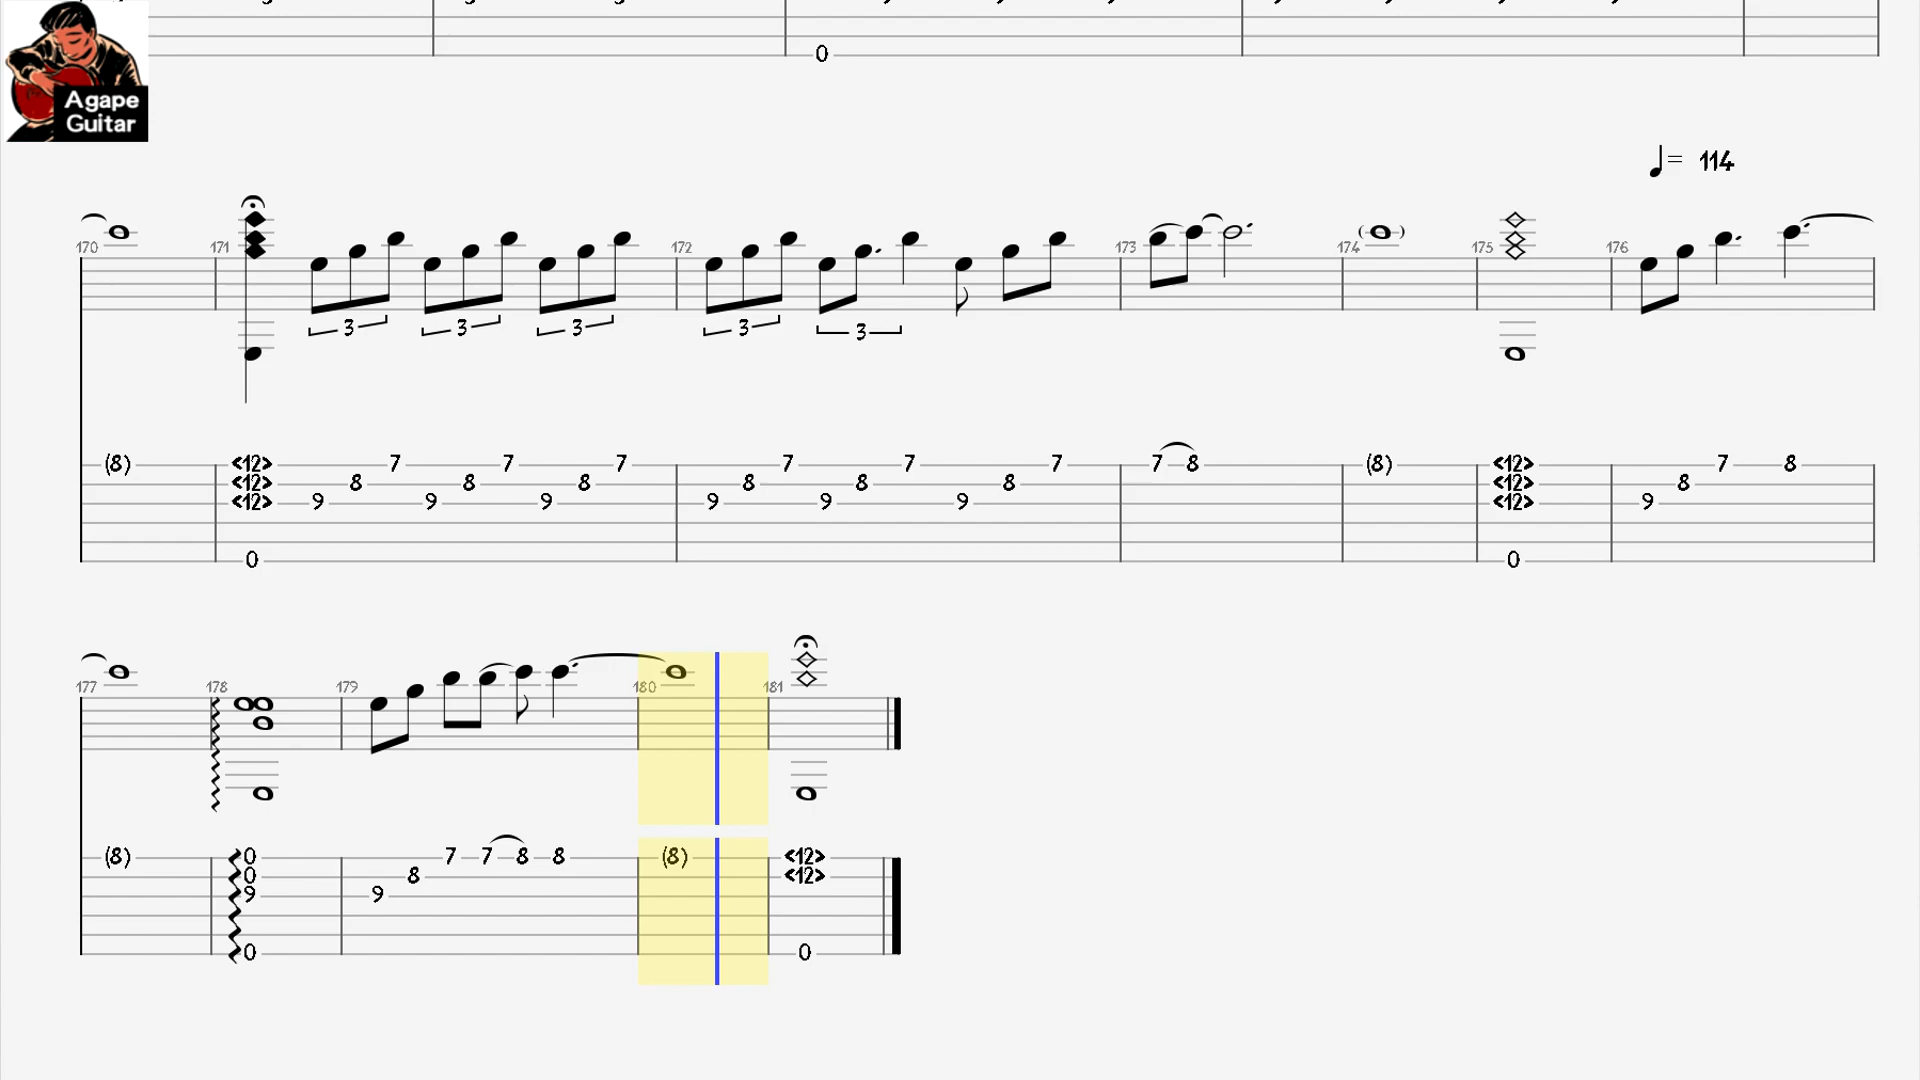 0
Agape
Guitar
= 114
170 171 172 173 174 175 176
3 3 3 3 3
(8) <12> 7 7 7 7 7 7 7 8 (8) <12> 7 8
<12> 8 8 8 8 8 8 <12> 8
<12> 9 9 9 9 9 9 <12> 9
0 0
177 178 179 180 181
(8) 0 7 7 8 8 (8) <12>
0 8 <12>
9 9
0 0